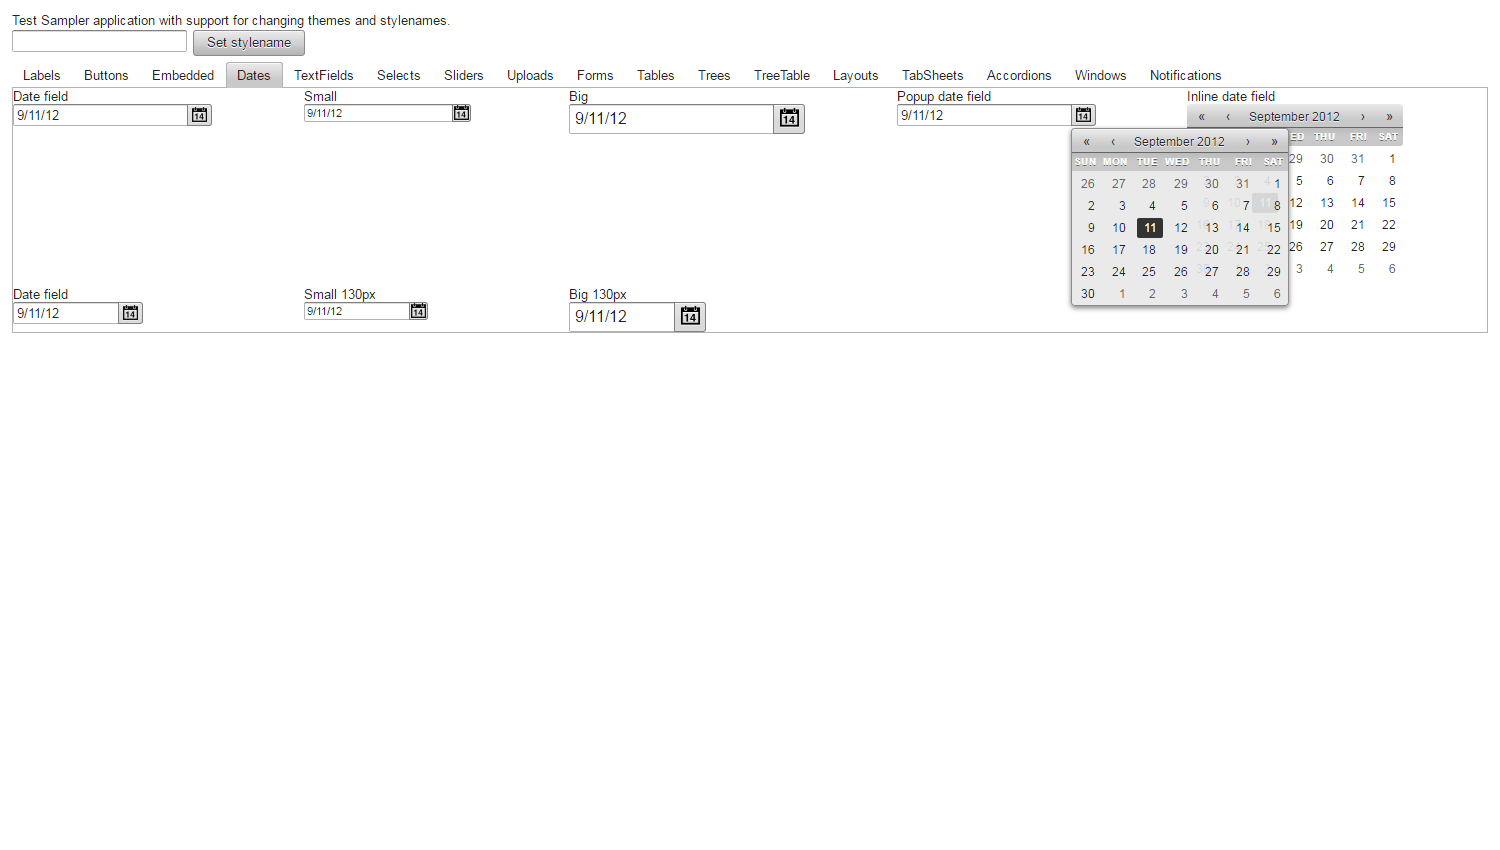 Test Sampler application with support for changing themes and stylenames.
Set stylename
Labels Buttons Embedded Dates TextFields Selects Sliders Uploads Forms Tables Trees TreeTable Layouts TabSheets Accordions Windows Notifications
Date field Small Big Popup date field Inline date field
9/11/12 14 9/11/12 14 9/11/12 14 9/11/12 14
« ‹ September 2012 › »
ED THU FRI SAT
29 30 31 1
5 6 7 8
12 13 14 15
19 20 21 22
26 27 28 29
3 4 5 6
« ‹ September 2012 › »
SUN MON TUE WED THU FRI SAT
26 27 28 29 30 31 1
2 3 4 5 6 7 8
9 10 11 12 13 14 15
16 17 18 19 20 21 22
23 24 25 26 27 28 29
30 1 2 3 4 5 6
Date field Small 130px Big 130px
9/11/12 14 9/11/12 14 9/11/12 14